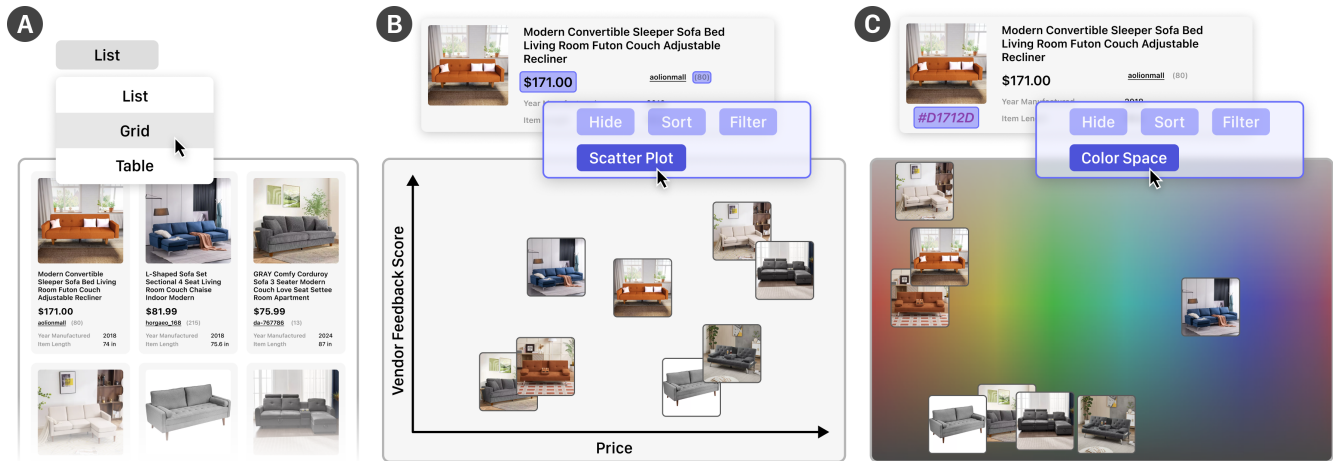 A
List
List
Grid
Table
Modern Convertible
Sleeper Sofa Bed Living
Room Futon Couch
Adjustable Recliner
$171.00
aolionmall (80)
Year Manufactured 2018
Item Length 74 in
L-Shaped Sofa Set
Sectional 4 Seat Living
Room Couch Chaise
Indoor Modern
$81.99
horgaeo_168 (215)
Year Manufactured 2018
Item Length 75.6 in
GRAY Comfy Corduroy
Sofa 3 Seater Modern
Couch Love Seat Settee
Room Apartment
$75.99
da-767786 (13)
Year Manufactured 2024
Item Length 87 in
B
Modern Convertible Sleeper Sofa Bed
Living Room Futon Couch Adjustable
Recliner
$171.00 aolionmall (80)
Year
Item
Hide Sort Filter
Scatter Plot
Vendor Feedback Score
Price
C
Modern Convertible Sleeper Sofa Bed
Living Room Futon Couch Adjustable
Recliner
$171.00 aolionmall (80)
Year Manufactured 2018
#D1712D Item
Hide Sort Filter
Color Space